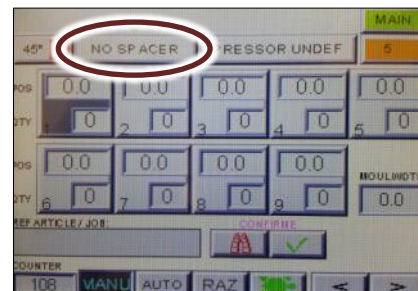 MAIN
45° NO SPACER PRESSOR UNDEF 5
POS 0.0 0.0 0.0 0.0 0.0
QTY 1 0 2 0 3 0 4 0 5 0
POS 0.0 0.0 0.0 0.0 MOULWDT
QTY 6 0 7 0 8 0 9 0 0.0
REF ARTICLE / JOB: CONFIRME
COUNTER
108 MANU AUTO RAZ < >